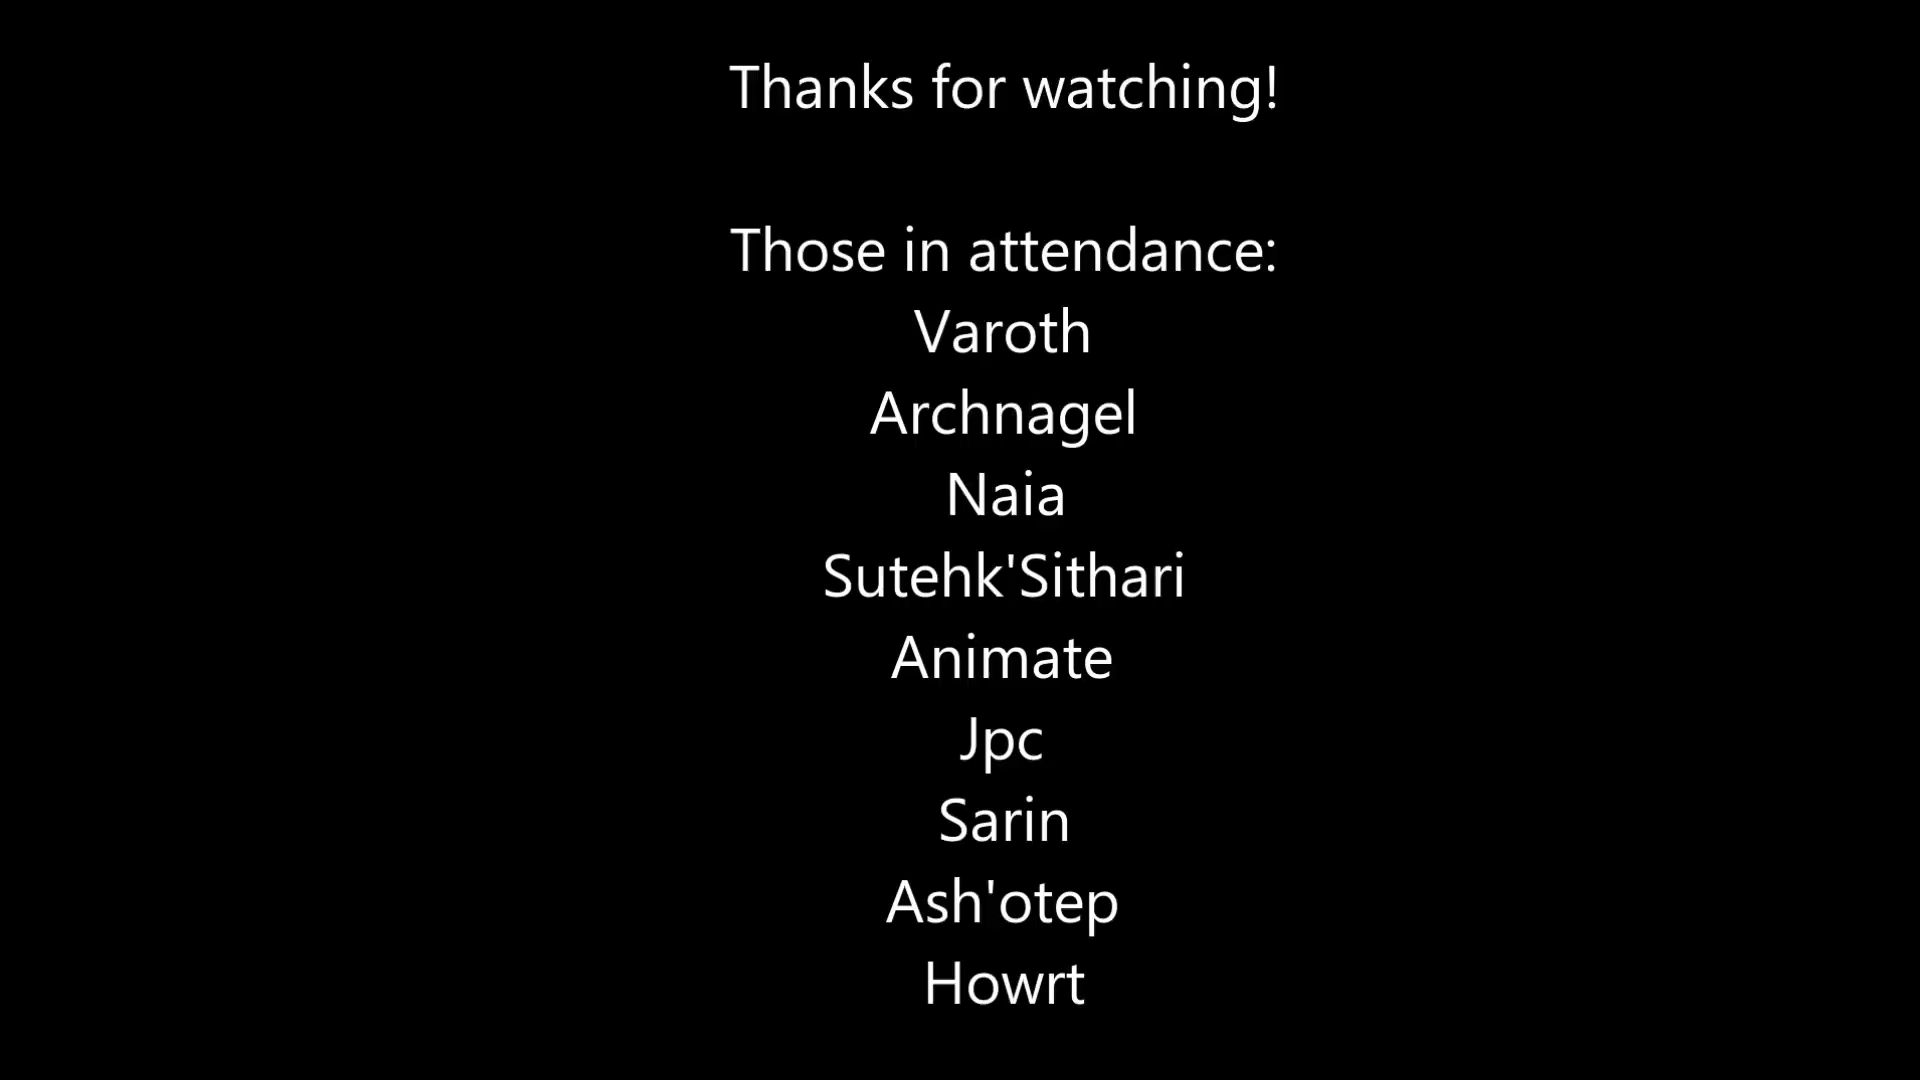 Thanks for watching!
Those in attendance:
Varoth
Archnagel
Naia
Sutehk'Sithari
Animate
Jpc
Sarin
Ash'otep
Howrt